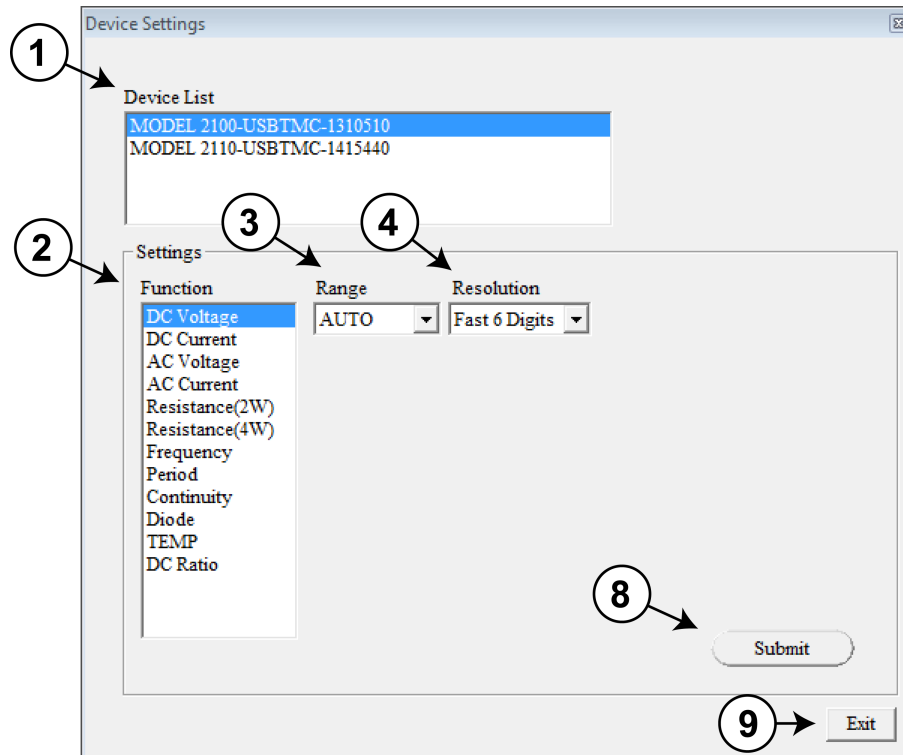 Device Settings
1
Device List
MODEL 2100-USBTMC-1310510
MODEL 2110-USBTMC-1415440
2
3
4
Settings
Function
Range
Resolution
DC Voltage
AUTO
Fast 6 Digits
DC Current
AC Voltage
AC Current
Resistance(2W)
Resistance(4W)
Frequency
Period
Continuity
Diode
TEMP
DC Ratio
8
Submit
9
Exit